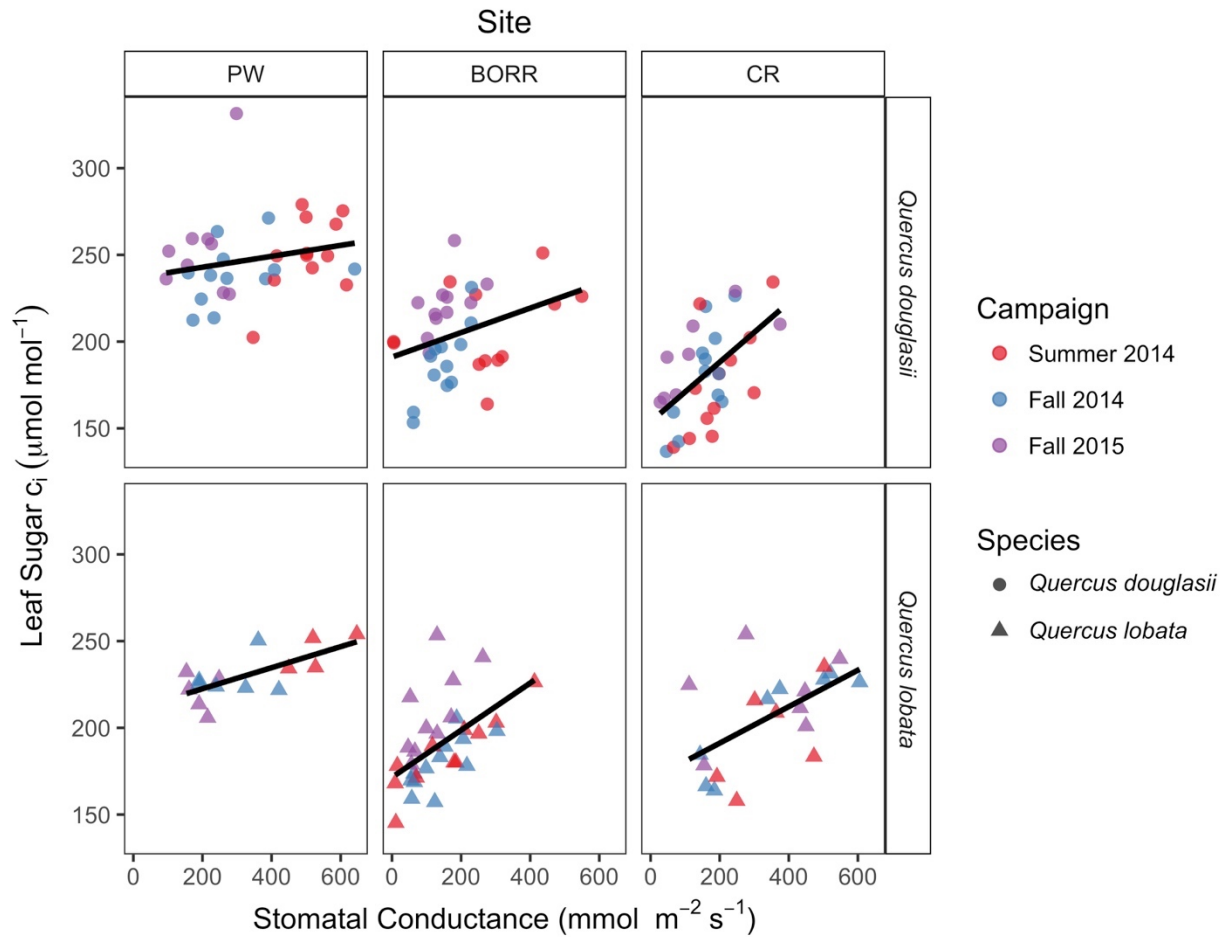 Site
PW BORR CR
Leaf Sugar cᵢ (μmol mol⁻¹)
300
250
200
150
Quercus douglasii
300
250
200
150
Quercus lobata
0 200 400 600 0 200 400 600 0 200 400 600
Stomatal Conductance (mmol m⁻² s⁻¹)
Campaign
Summer 2014
Fall 2014
Fall 2015
Species
Quercus douglasii
Quercus lobata